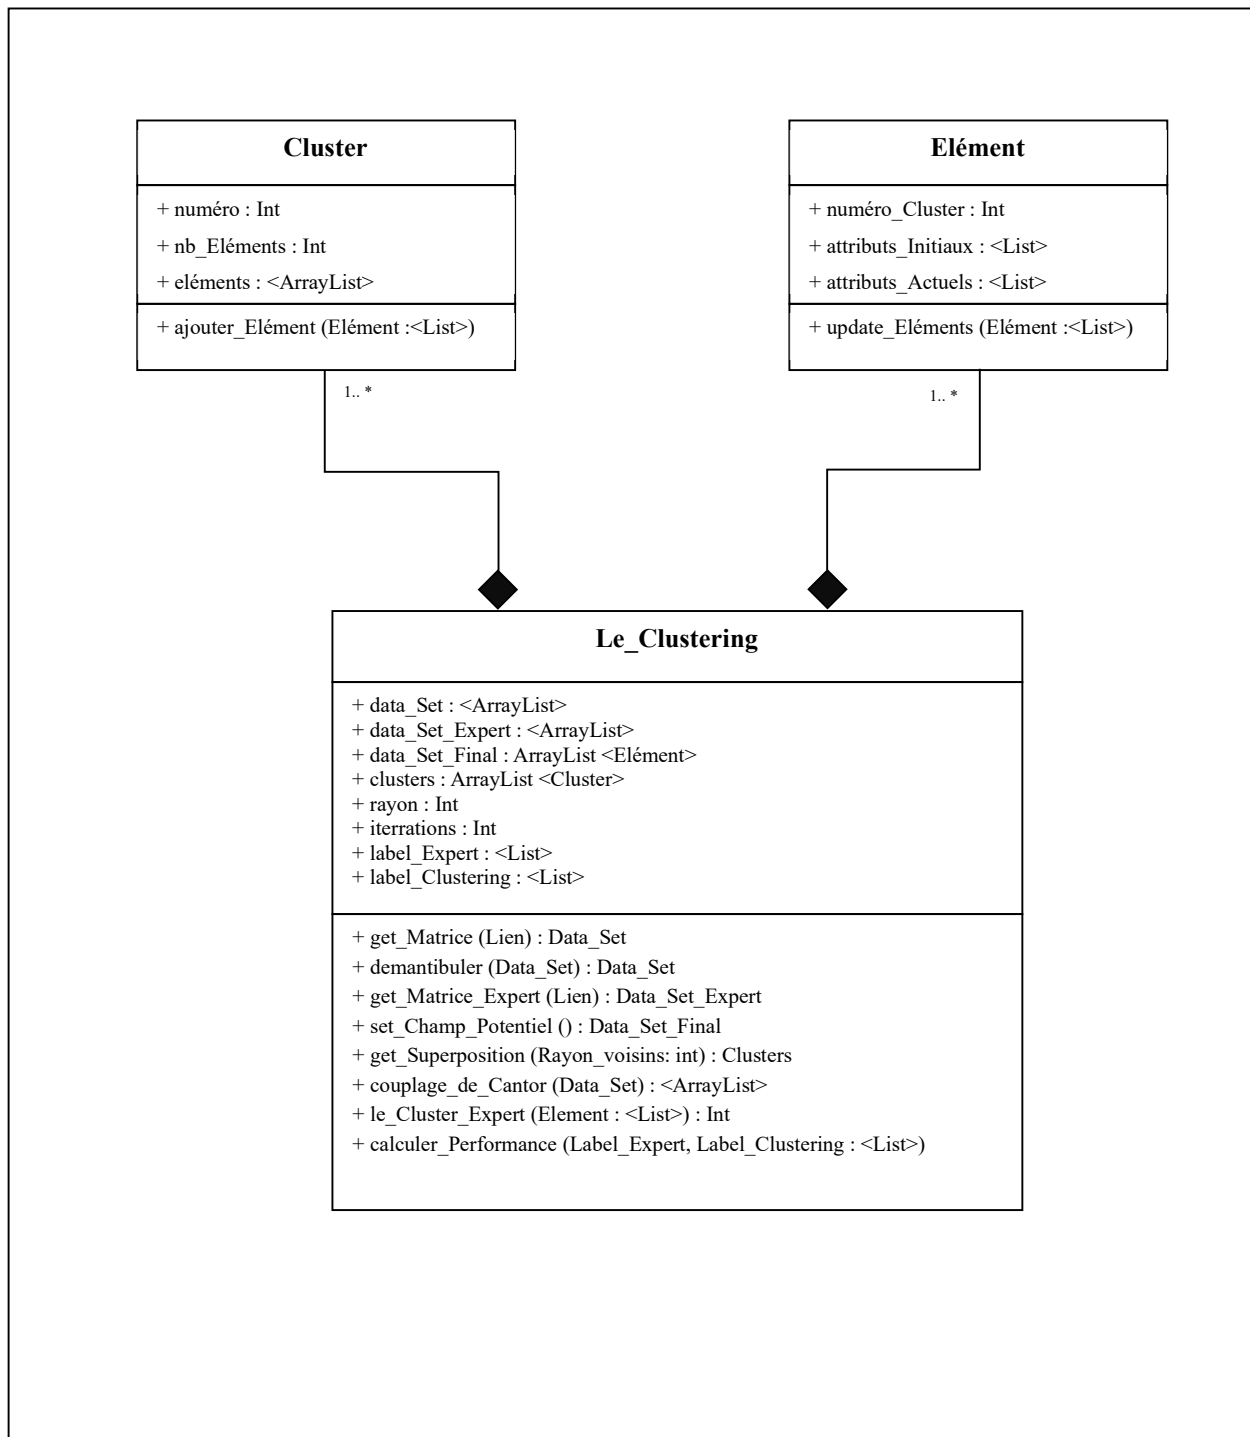 Cluster
+ numéro : Int
+ nb_Eléments : Int
+ eléments : <ArrayList>
+ ajouter_Elément (Elément :<List>)
1.. *
Elément
+ numéro_Cluster : Int
+ attributs_Initiaux : <List>
+ attributs_Actuels : <List>
+ update_Eléments (Elément :<List>)
1.. *
Le_Clustering
+ data_Set : <ArrayList>
+ data_Set_Expert : <ArrayList>
+ data_Set_Final : ArrayList <Elément>
+ clusters : ArrayList <Cluster>
+ rayon : Int
+ iterrations : Int
+ label_Expert : <List>
+ label_Clustering : <List>
+ get_Matrice (Lien) : Data_Set
+ demantibuler (Data_Set) : Data_Set
+ get_Matrice_Expert (Lien) : Data_Set_Expert
+ set_Champ_Potentiel () : Data_Set_Final
+ get_Superposition (Rayon_voisins: int) : Clusters
+ couplage_de_Cantor (Data_Set) : <ArrayList>
+ le_Cluster_Expert (Element : <List>) : Int
+ calculer_Performance (Label_Expert, Label_Clustering : <List>)